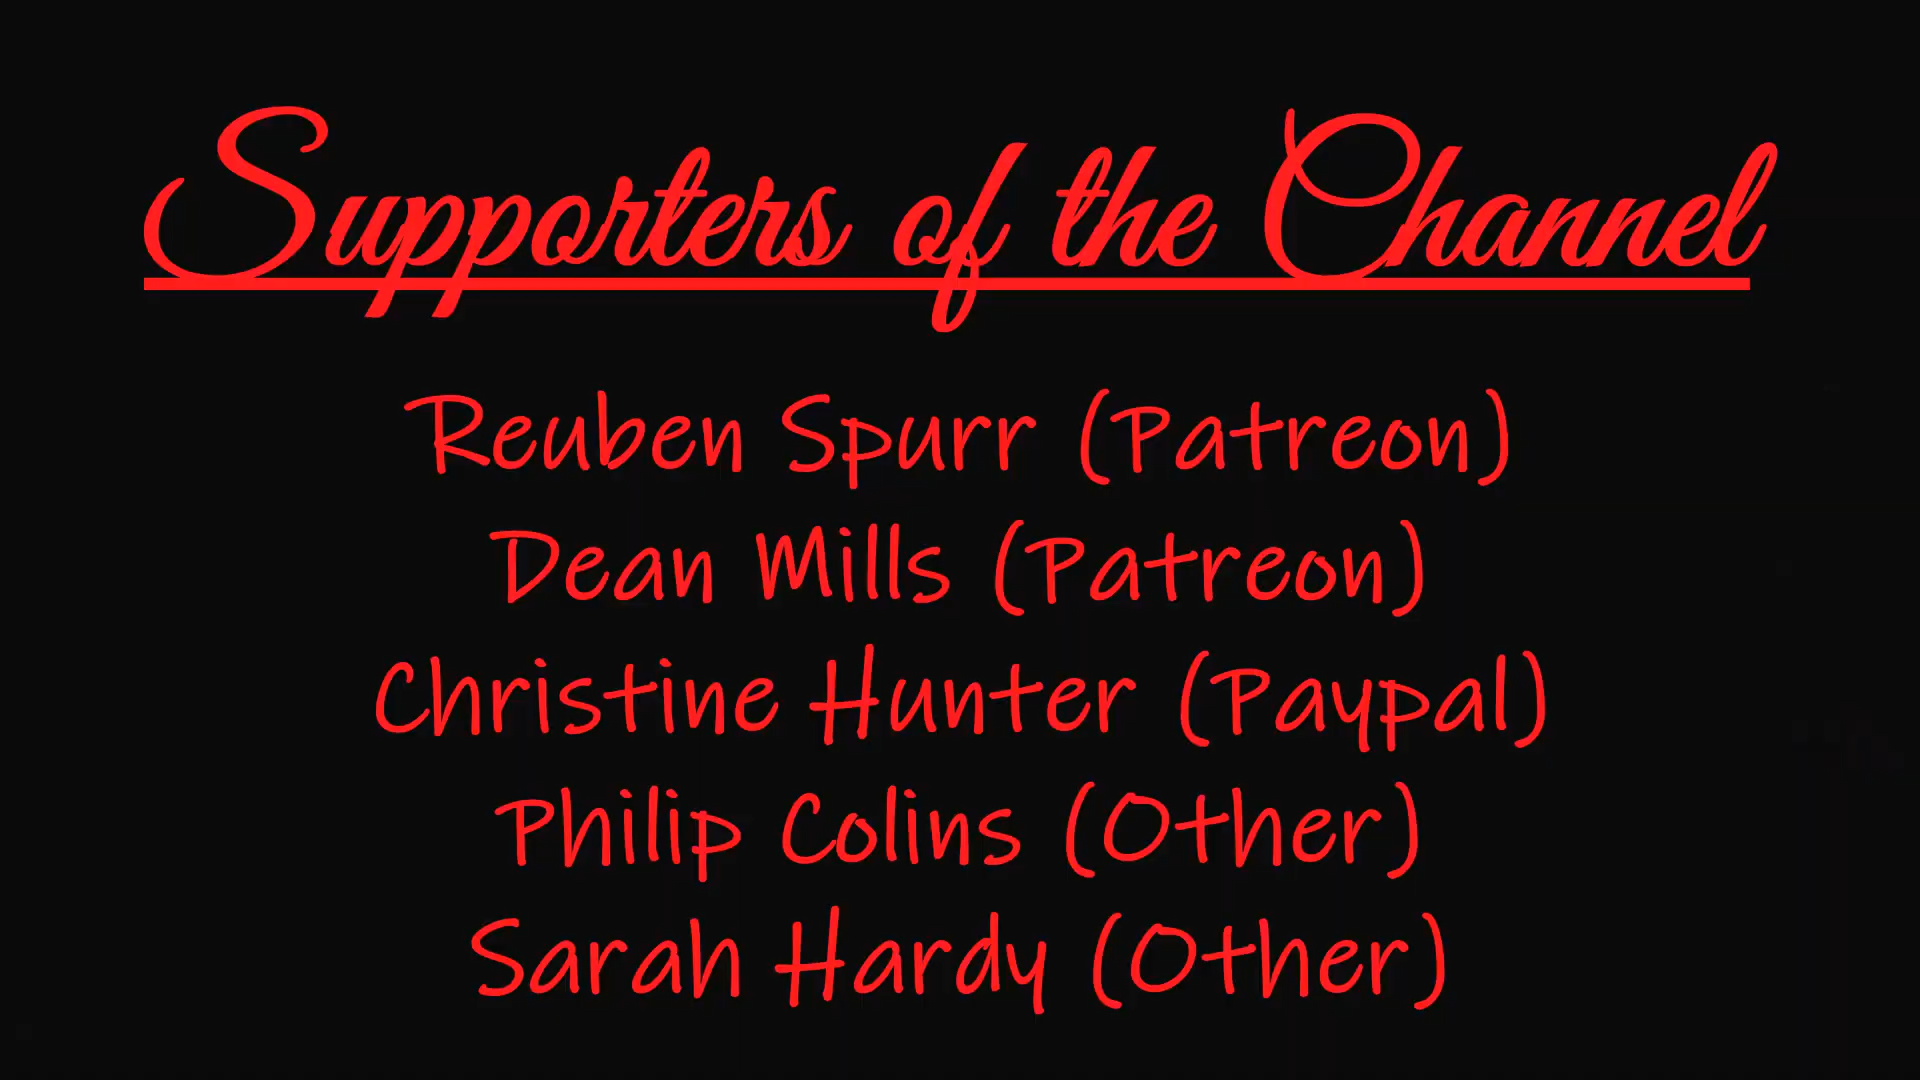 Supporters of the Channel
Reuben Spurr (Patreon)
Dean Mills (Patreon)
Christine Hunter (Paypal)
Philip Colins (Other)
Sarah Hardy (Other)